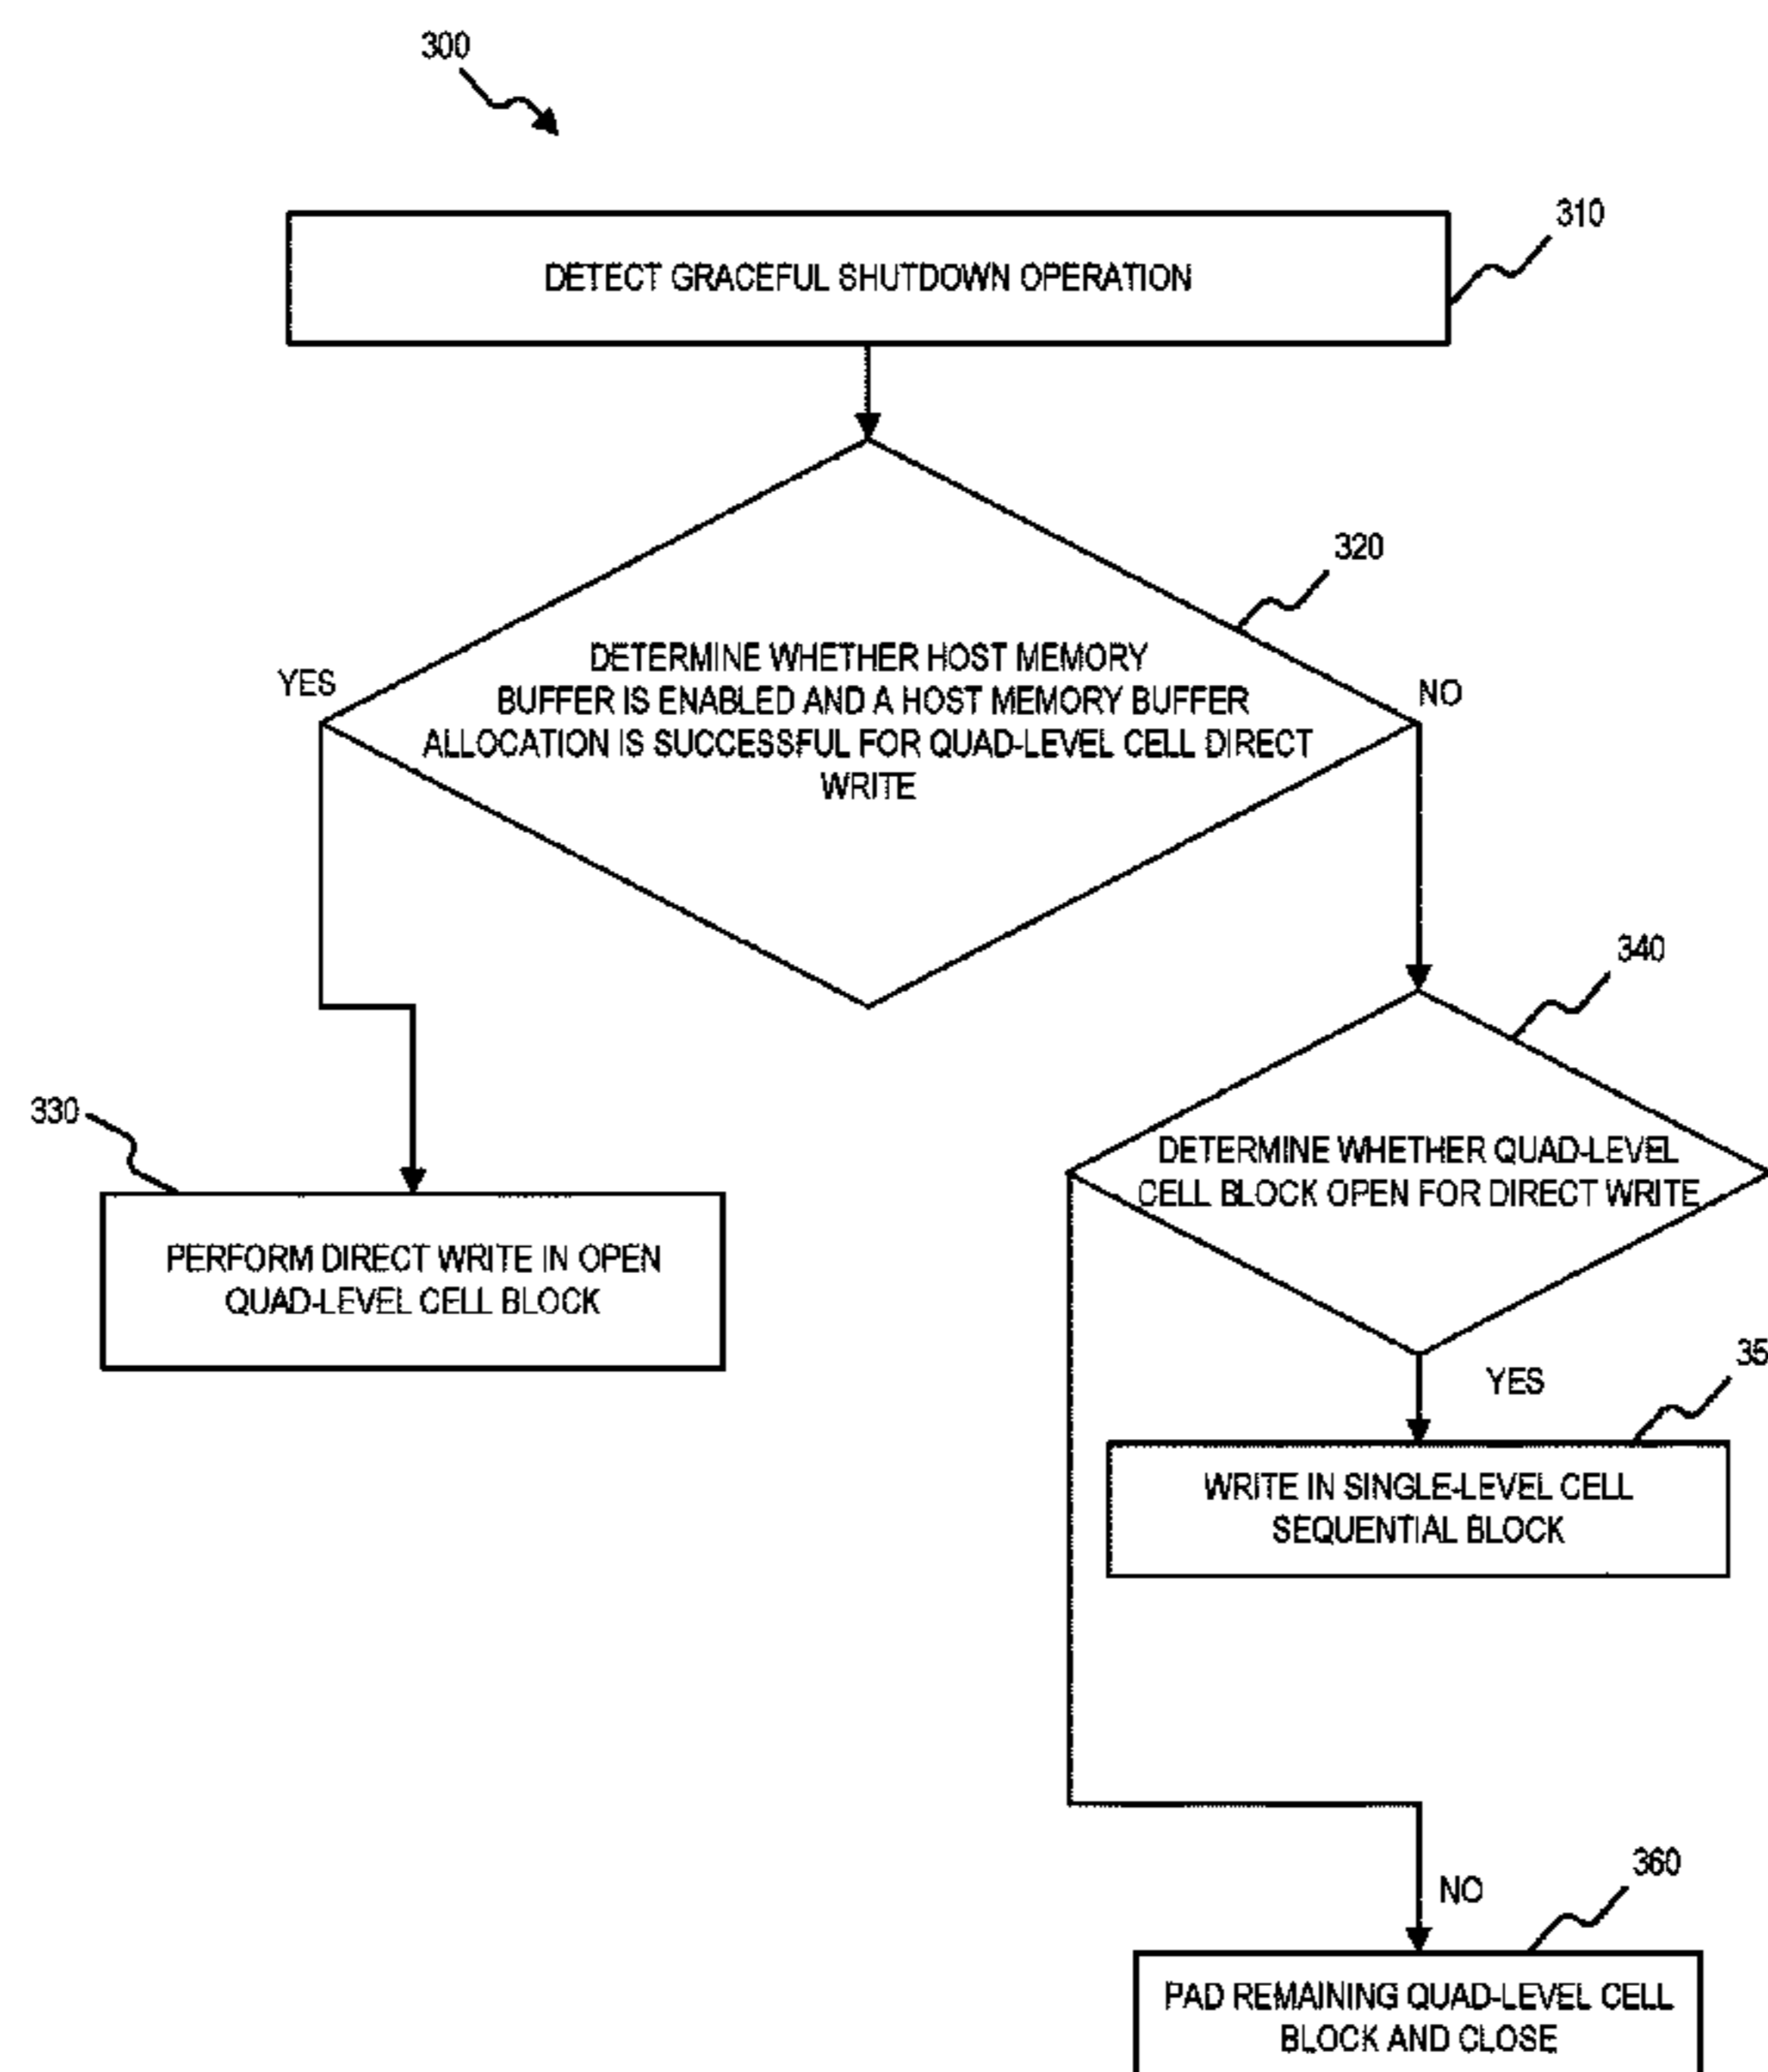 300
310
DETECT GRACEFUL SHUTDOWN OPERATION
320
DETERMINE WHETHER HOST MEMORY
BUFFER IS ENABLED AND A HOST MEMORY BUFFER
ALLOCATION IS SUCCESSFUL FOR QUAD-LEVEL CELL DIRECT
WRITE
YES
NO
340
330
DETERMINE WHETHER QUAD-LEVEL
CELL BLOCK OPEN FOR DIRECT WRITE
PERFORM DIRECT WRITE IN OPEN
QUAD-LEVEL CELL BLOCK
YES
35
WRITE IN SINGLE-LEVEL CELL
SEQUENTIAL BLOCK
360
NO
PAD REMAINING QUAD-LEVEL CELL
BLOCK AND CLOSE